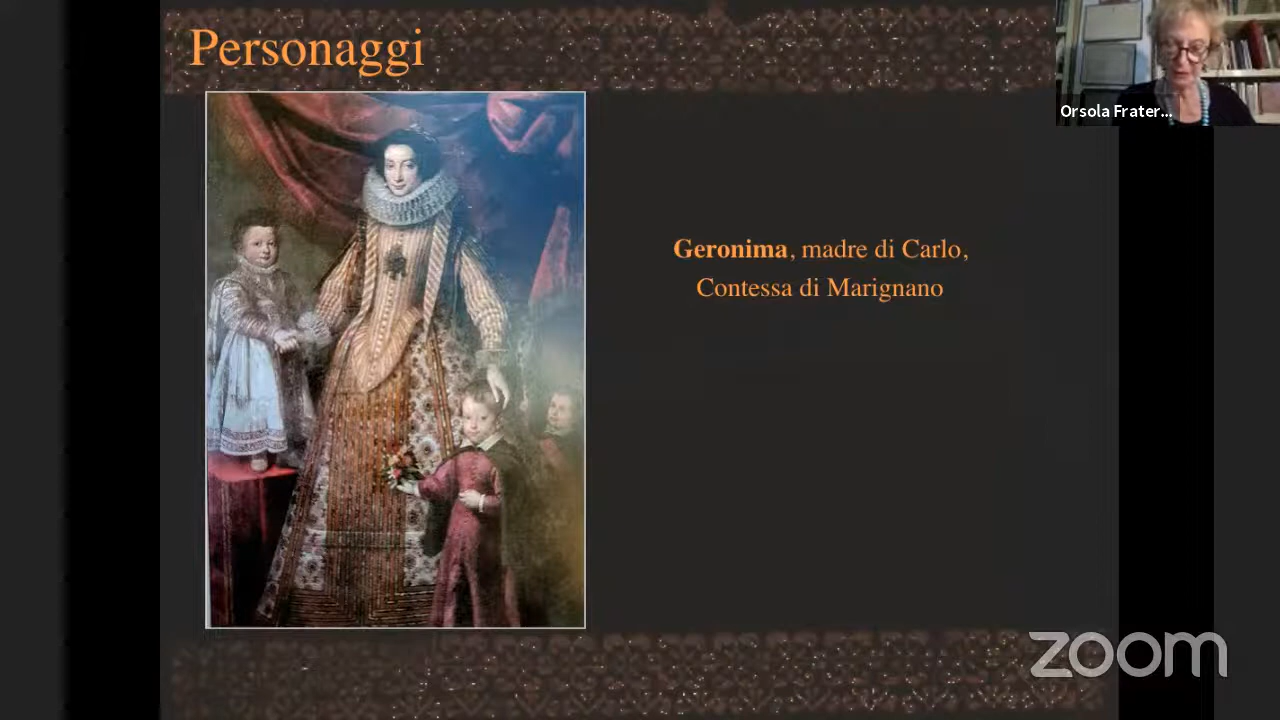 Personaggi
Orsola Frater...
Geronima, madre di Carlo,
Contessa di Marignano
zoom